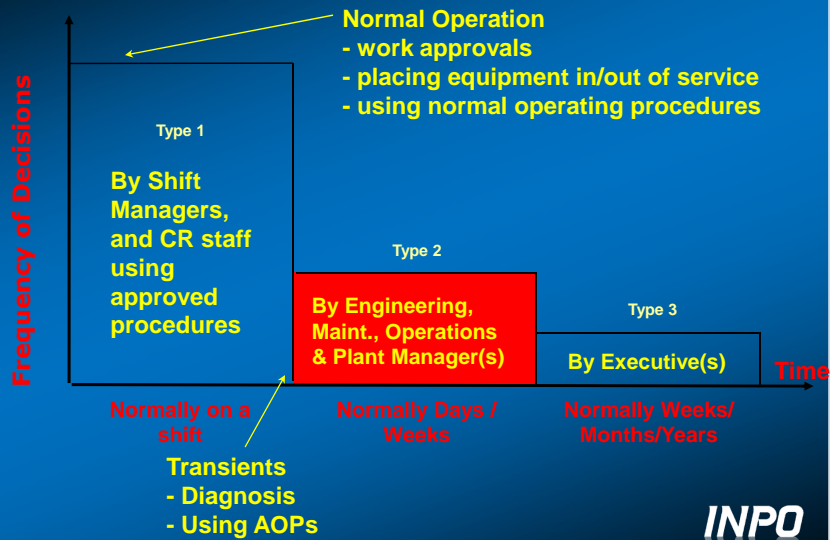 Normal Operation
- work approvals
- placing equipment in/out of service
- using normal operating procedures
Frequency of Decisions
Type 1
By Shift
Managers,
and CR staff
using
approved
procedures
Type 2
By Engineering,
Maint., Operations
& Plant Manager(s)
Type 3
By Executive(s)
Time
Normally on a
shift
Normally Days /
Weeks
Normally Weeks/
Months/Years
Transients
- Diagnosis
- Using AOPs
INPO